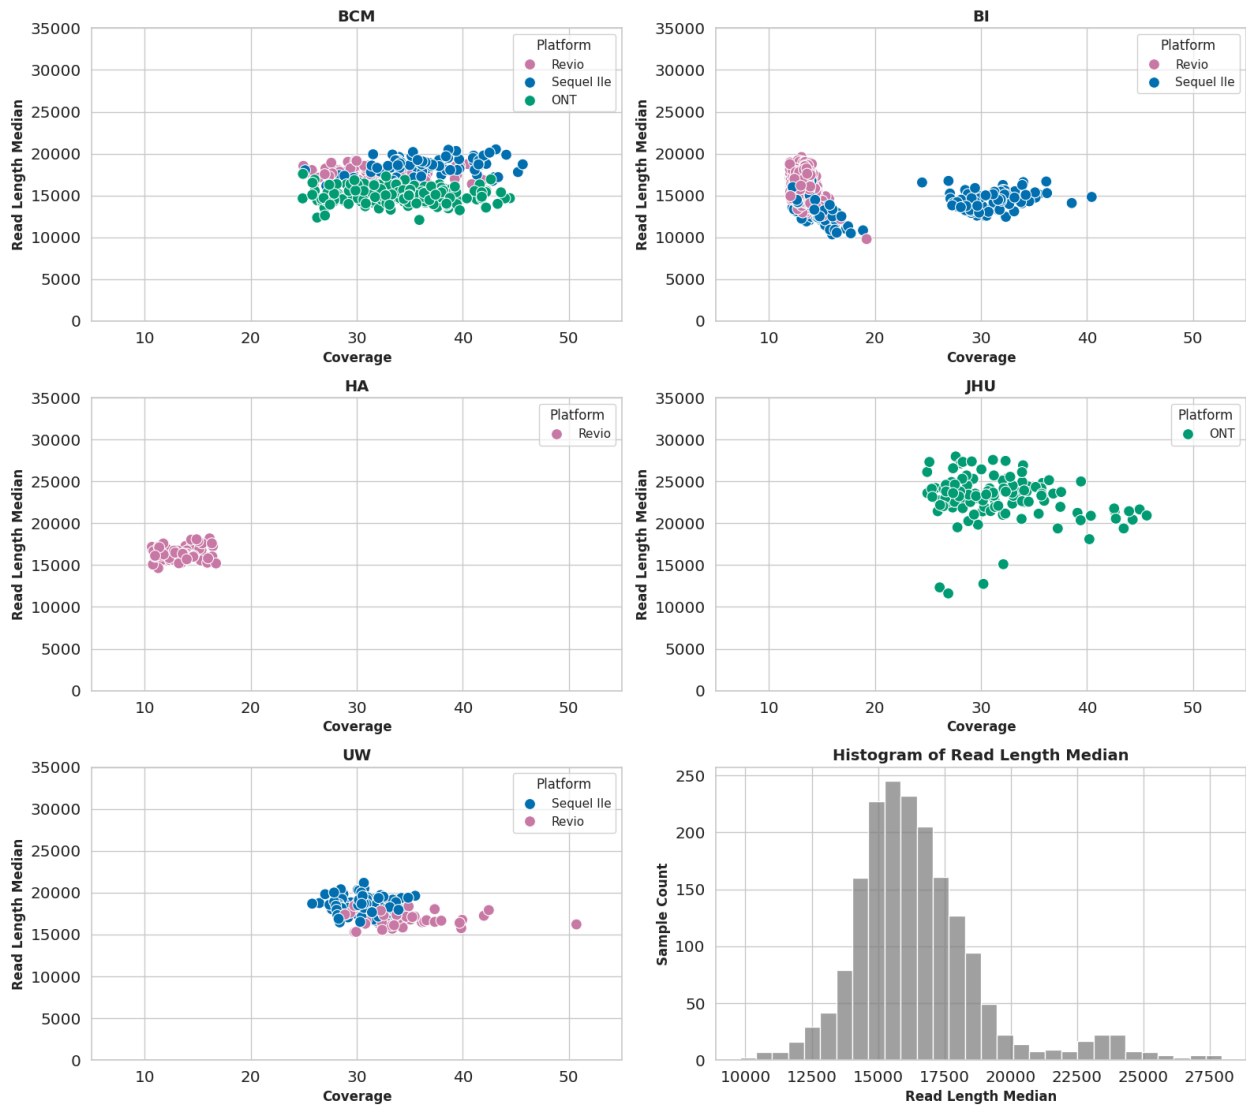 BCM
35000
30000
25000
20000
15000
10000
5000
0
Read Length Median
10 20 30 40 50
Coverage
Platform
Revio
Sequel IIe
ONT
BI
35000
30000
25000
20000
15000
10000
5000
0
Read Length Median
10 20 30 40 50
Coverage
Platform
Revio
Sequel IIe
HA
35000
30000
25000
20000
15000
10000
5000
0
Read Length Median
10 20 30 40 50
Coverage
Platform
Revio
JHU
35000
30000
25000
20000
15000
10000
5000
0
Read Length Median
10 20 30 40 50
Coverage
Platform
ONT
UW
35000
30000
25000
20000
15000
10000
5000
0
Read Length Median
10 20 30 40 50
Coverage
Platform
Sequel IIe
Revio
Histogram of Read Length Median
250
200
150
100
50
0
Sample Count
10000 12500 15000 17500 20000 22500 25000 27500
Read Length Median